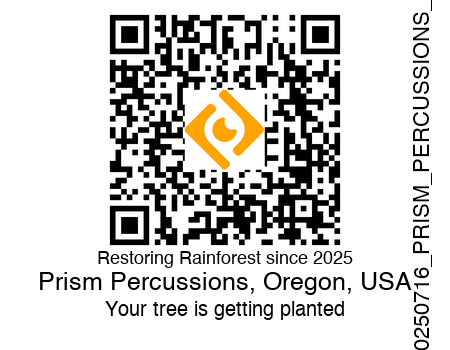 Restoring Rainforest since 2025
Prism Percussions, Oregon, USA
Your tree is getting planted
0250716_PRISM_PERCUSSIONS_